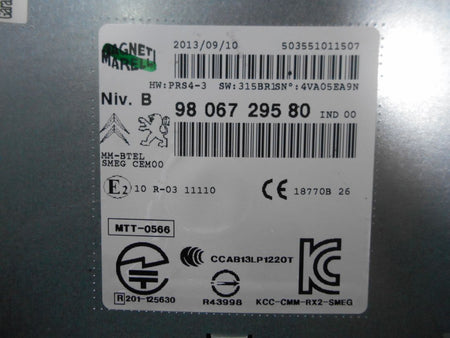 MAGNETI MARELLI
2013/09/10 503551011507
HW:PRS4-3 SW:315BR1SN°:4VA05EA9N
Niv. B
98 067 295 80 IND 00
MM-BTEL
SMEG CEM00
E2 10 R-03 11110
CE 18770B 26
MTT-0566
CCAB13LP1220T
R 201-125630
R43998
KCC-CMM-RX2-SMEG